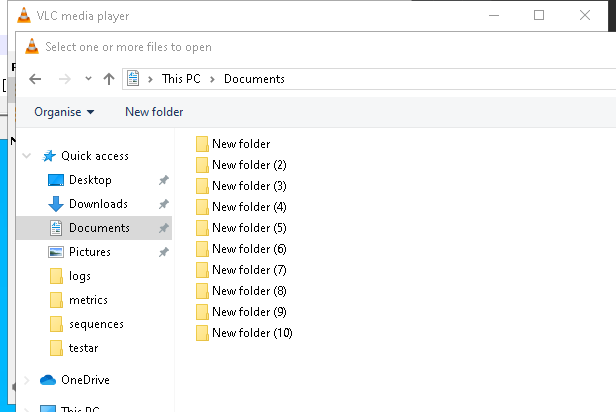 VLC media player
Select one or more files to open
This PC > Documents
Organise
New folder
Quick access
Desktop
Downloads
Documents
Pictures
logs
metrics
sequences
testar
OneDrive
This PC
New folder
New folder (2)
New folder (3)
New folder (4)
New folder (5)
New folder (6)
New folder (7)
New folder (8)
New folder (9)
New folder (10)